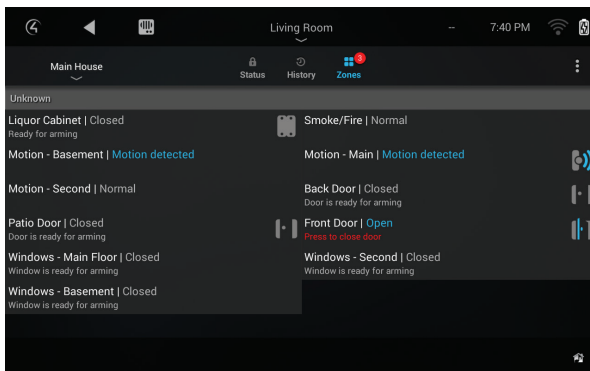 Living Room
--
7:40 PM
Main House
Status
History
3
Zones
Unknown
Liquor Cabinet | Closed
Ready for arming
Smoke/Fire | Normal
Motion - Basement | Motion detected
Motion - Main | Motion detected
Motion - Second | Normal
Back Door | Closed
Door is ready for arming
Patio Door | Closed
Door is ready for arming
Front Door | Open
Press to close door
Windows - Main Floor | Closed
Window is ready for arming
Windows - Second | Closed
Window is ready for arming
Windows - Basement | Closed
Window is ready for arming